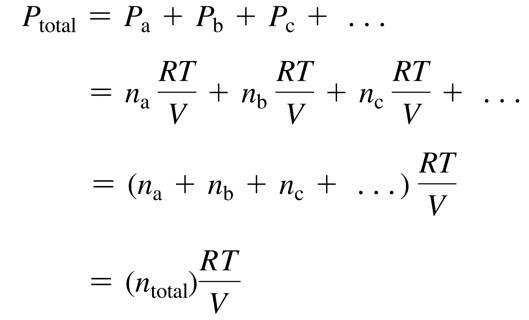 P_total = P_a + P_b + P_c + ...
= n_a RT/V + n_b RT/V + n_c RT/V + ...
= (n_a + n_b + n_c + ...) RT/V
= (n_total) RT/V